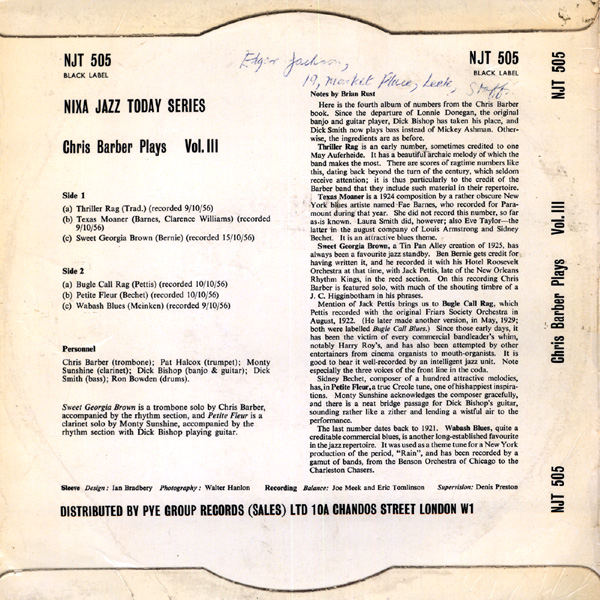 NJT 505
BLACK LABEL
Edgar Jackson,
19, Market Place, Leek,
Staff.
NJT 505
BLACK LABEL
NIXA JAZZ TODAY SERIES
Chris Barber Plays Vol. III
Side 1
(a) Thriller Rag (Trad.) (recorded 9/10/56)
(b) Texas Moaner (Barnes, Clarence Williams) (recorded
9/10/56)
(c) Sweet Georgia Brown (Bernie) (recorded 15/10/56)
Side 2
(a) Bugle Call Rag (Pettis) (recorded 10/10/56)
(b) Petite Fleur (Bechet) (recorded 10/10/56)
(c) Wabash Blues (Meinken) (recorded 9/10/56)
Personnel
Chris Barber (trombone); Pat Halcox (trumpet); Monty
Sunshine (clarinet); Dick Bishop (banjo & guitar); Dick
Smith (bass); Ron Bowden (drums).
Sweet Georgia Brown is a trombone solo by Chris Barber,
accompanied by the rhythm section, and Petite Fleur is a
clarinet solo by Monty Sunshine, accompanied by the
rhythm section with Dick Bishop playing guitar.
Notes by Brian Rust
Here is the fourth album of numbers from the Chris Barber
book. Since the departure of Lonnie Donegan, the original
banjo and guitar player, Dick Bishop has taken his place, and
Dick Smith now plays bass instead of Mickey Ashman. Other-
wise, the ingredients are as before.
Thriller Rag is an early number, sometimes credited to one
May Auferheide. It has a beautiful archaic melody of which the
band makes the most. There are scores of ragtime numbers like
this, dating back beyond the turn of the century, which seldom
receive attention; it is thus particularly to the credit of the
Barber band that they include such material in their repertoire.
Texas Moaner is a 1924 composition by a rather obscure New
York blues artiste named Fae Barnes, who recorded for Para-
mount during that year. She did not record this number, so far
as is known. Laura Smith did, however; also Eve Taylor—the
latter in the august company of Louis Armstrong and Sidney
Bechet. It is an attractive blues theme.
Sweet Georgia Brown, a Tin Pan Alley creation of 1925, has
always been a favourite jazz standby. Ben Bernie gets credit for
having written it, and he recorded it with his Hotel Roosevelt
Orchestra at that time, with Jack Pettis, late of the New Orleans
Rhythm Kings, in the reed section. On this recording Chris
Barber is featured solo, with much of the shouting timbre of a
J. C. Higginbotham in his phrases.
Mention of Jack Pettis brings us to Bugle Call Rag, which
Pettis recorded with the original Friars Society Orchestra in
August, 1922. (He later made another version, in May, 1929;
both were labelled Bugle Call Blues.) Since those early days, it
has been the victim of every commercial bandleader's whim,
notably Harry Roy's, and has also been attempted by other
entertainers from cinema organists to mouth-organists. It is
good to hear it well-recorded by an intelligent jazz unit. Note
especially the three voices of the front line in the coda.
Sidney Bechet, composer of a hundred attractive melodies,
has, in Petite Fleur, a true Creole tune, one of his happiest inspira-
tions. Monty Sunshine acknowledges the composer gracefully,
and there is a neat bridge passage for Dick Bishop's guitar,
sounding rather like a zither and lending a wistful air to the
performance.
The last number dates back to 1921. Wabash Blues, quite a
creditable commercial blues, is another long-established favourite
in the jazz repertoire. It was used as a theme tune for a New York
production of the period, "Rain", and has been recorded by a
gamut of bands, from the Benson Orchestra of Chicago to the
Charleston Chasers.
Sleeve Design: Ian Bradbery Photography: Walter Hanlon Recording Balance: Joe Meek and Eric Tomlinson Supervision: Denis Preston
DISTRIBUTED BY PYE GROUP RECORDS (SALES) LTD 10A CHANDOS STREET LONDON W1
NJT 505
Chris Barber Plays Vol. III
NJT 505